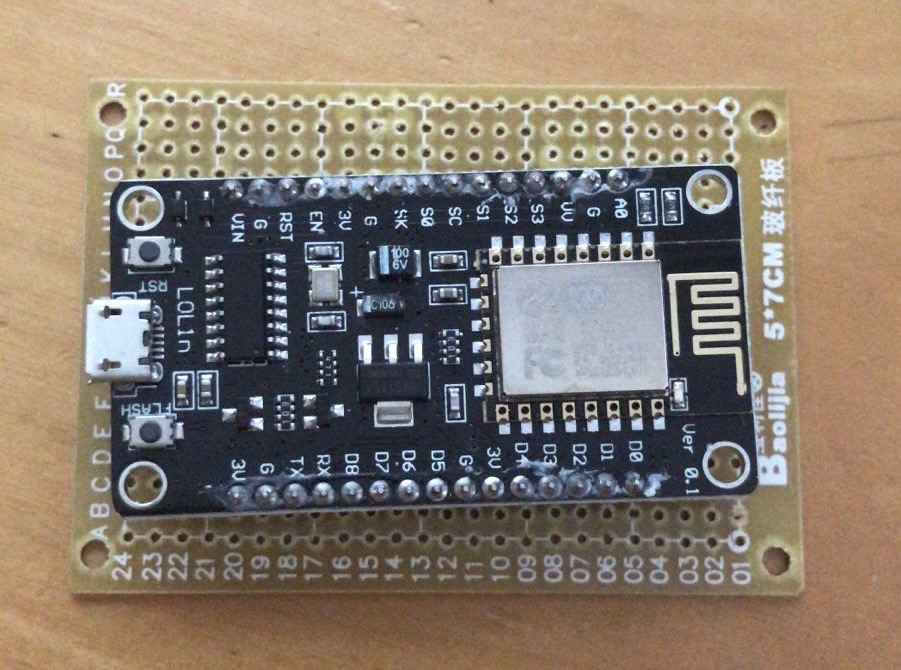 R
Q
P
O
N
VIN G RST EN 3V G SK S0 SC S1 S2 S3 VU G A0
RST
LOLin
100
6V
+
C106
FC
FLASH
3V G TX RX D8 D7 D6 D5 G 3V D4 D3 D2 D1 D0
Ver 0.1
F
E
D
C
B
A
24 23 22 21 20 19 18 17 16 15 14 13 12 11 10 09 08 07 06 05 04 03 02 01
Baolijia 5*7CM 玻纤板